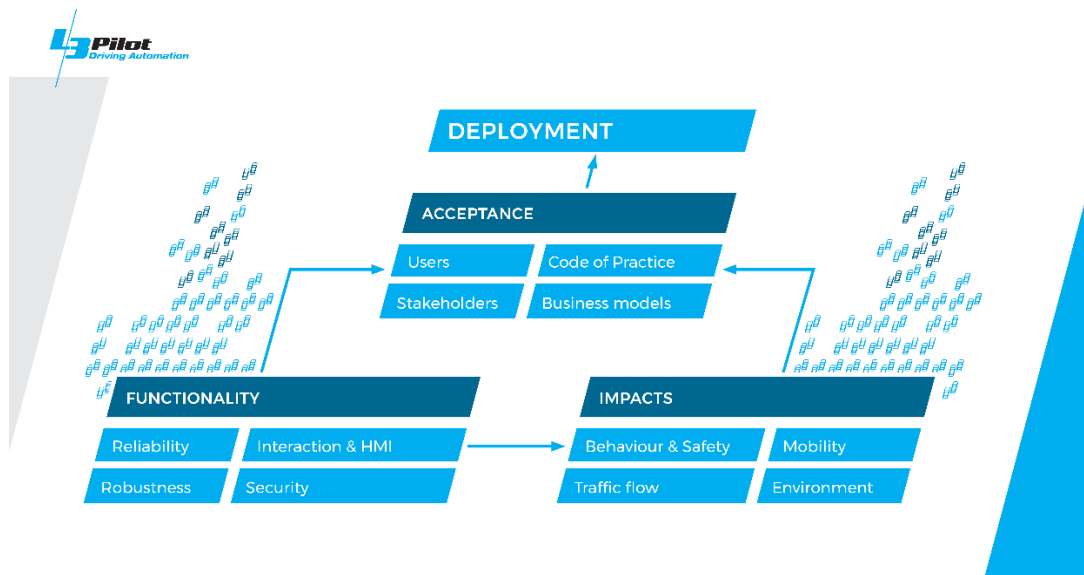 L3Pilot
Driving Automation
DEPLOYMENT
ACCEPTANCE
Users
Code of Practice
Stakeholders
Business models
FUNCTIONALITY
Reliability
Interaction & HMI
Robustness
Security
IMPACTS
Behaviour & Safety
Mobility
Traffic flow
Environment